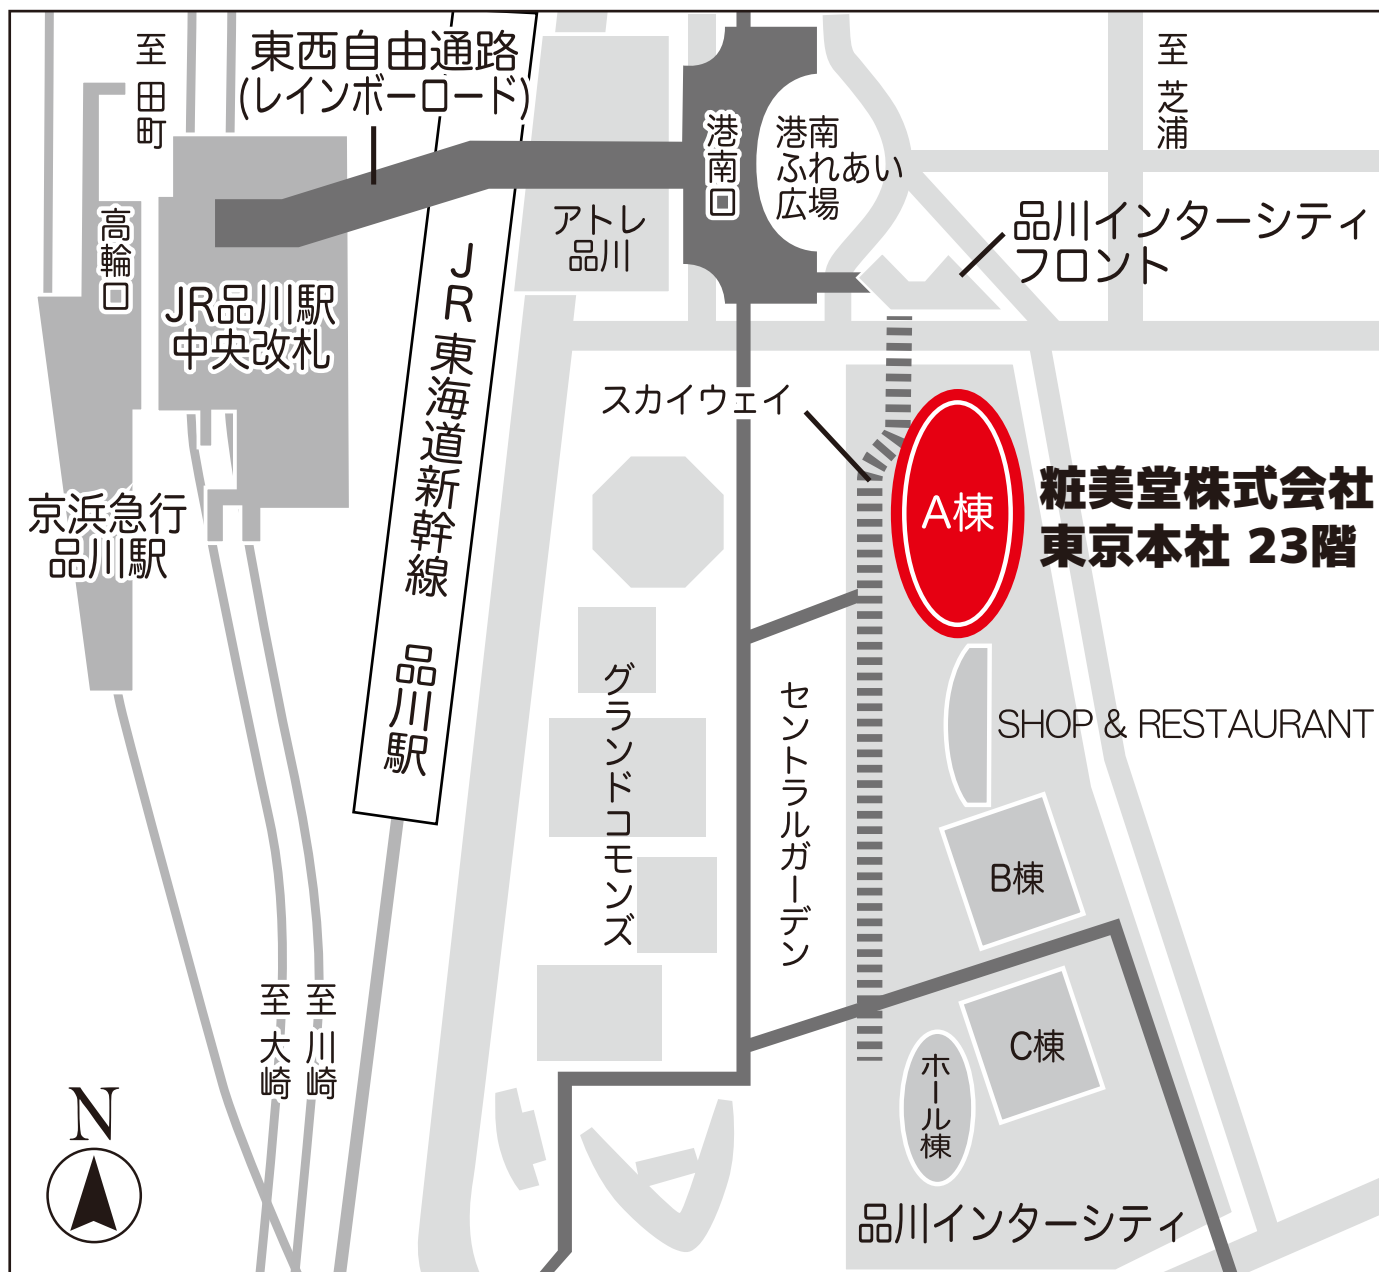 至 田町
東西自由通路
(レインボーロード)
至 芝浦
港南口
港南
ふれあい
広場
アトレ
品川
高輪口
品川インターシティ
フロント
JR品川駅
中央改札
JR東海道新幹線 品川駅
スカイウェイ
A棟
粧美堂株式会社
東京本社 23階
京浜急行
品川駅
グランドコモンズ
セントラルガーデン
SHOP & RESTAURANT
B棟
C棟
ホール棟
至 大崎
至 川崎
N
品川インターシティ